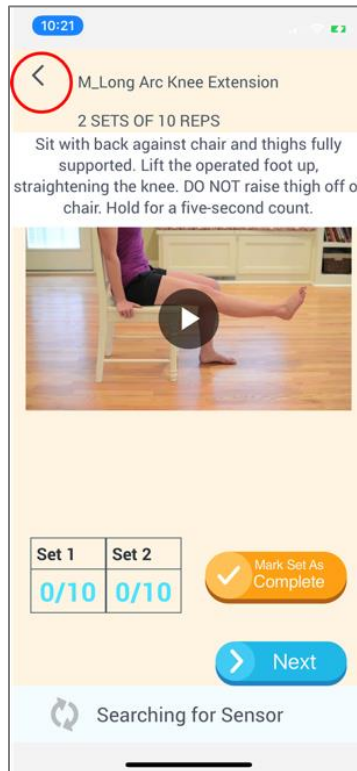 10:21
M_Long Arc Knee Extension
2 SETS OF 10 REPS
Sit with back against chair and thighs fully
supported. Lift the operated foot up,
straightening the knee. DO NOT raise thigh off o
chair. Hold for a five-second count.
Set 1 Set 2
0/10 0/10
Mark Set As
Complete
Next
Searching for Sensor